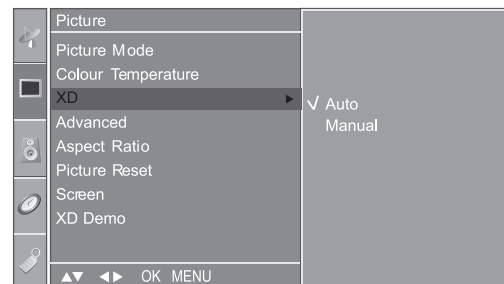 Picture
Picture Mode
Colour Temperature
XD
Advanced
Aspect Ratio
Picture Reset
Screen
XD Demo
Auto
Manual
OK MENU